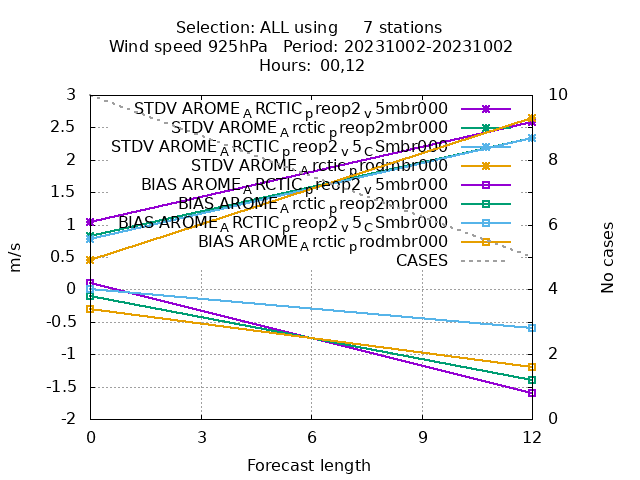 Selection: ALL using 7 stations
Wind speed 925hPa Period: 20231002-20231002
Hours: 00,12
3
2.5
2
1.5
1
0.5
0
-0.5
-1
-1.5
-2
m/s
STDV AROME_ARCTIC_preop2_v5mbr000
STDV AROME_Arctic_preop2mbr000
STDV AROME_ARCTIC_preop2_v5_CSmbr000
STDV AROME_Arctic_prodmbr000
BIAS AROME_ARCTIC_preop2_v5mbr000
BIAS AROME_Arctic_preop2mbr000
BIAS AROME_ARCTIC_preop2_v5_CSmbr000
BIAS AROME_Arctic_prodmbr000
CASES
10
8
6
4
2
0
No cases
0 3 6 9 12
Forecast length